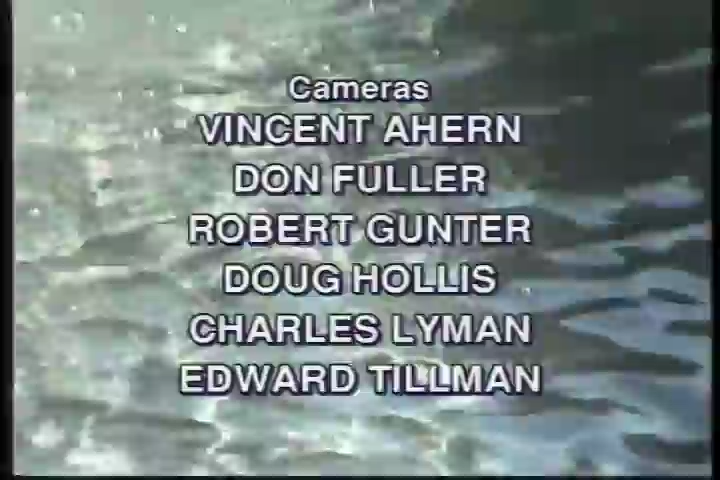 Cameras
VINCENT AHERN
DON FULLER
ROBERT GUNTER
DOUG HOLLIS
CHARLES LYMAN
EDWARD TILLMAN